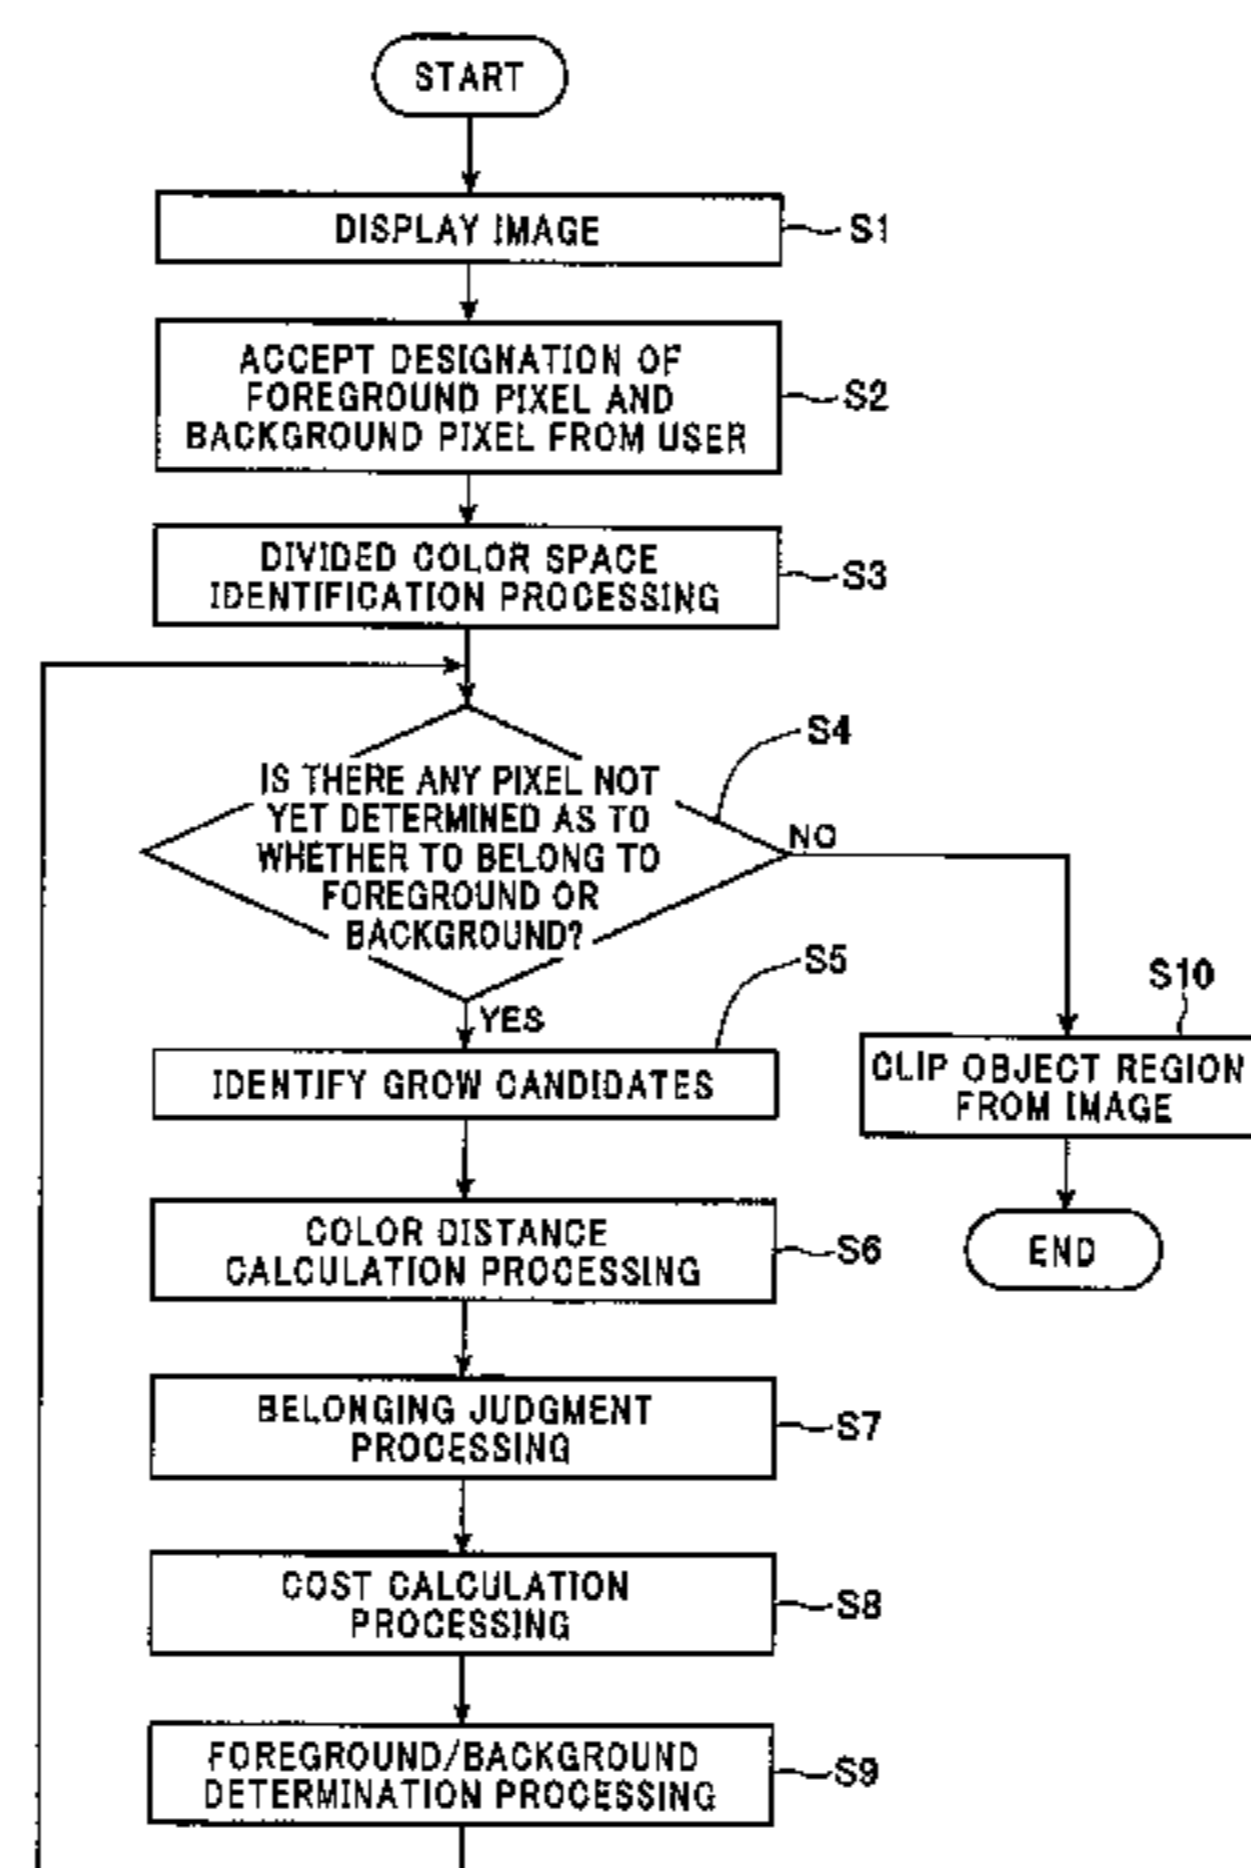 START
DISPLAY IMAGE
S1
ACCEPT DESIGNATION OF
FOREGROUND PIXEL AND
BACKGROUND PIXEL FROM USER
S2
DIVIDED COLOR SPACE
IDENTIFICATION PROCESSING
S3
S4
IS THERE ANY PIXEL NOT
YET DETERMINED AS TO
WHETHER TO BELONG TO
FOREGROUND OR
BACKGROUND?
NO
YES
S5
IDENTIFY GROW CANDIDATES
S10
CLIP OBJECT REGION
FROM IMAGE
END
COLOR DISTANCE
CALCULATION PROCESSING
S6
BELONGING JUDGMENT
PROCESSING
S7
COST CALCULATION
PROCESSING
S8
FOREGROUND/BACKGROUND
DETERMINATION PROCESSING
S9